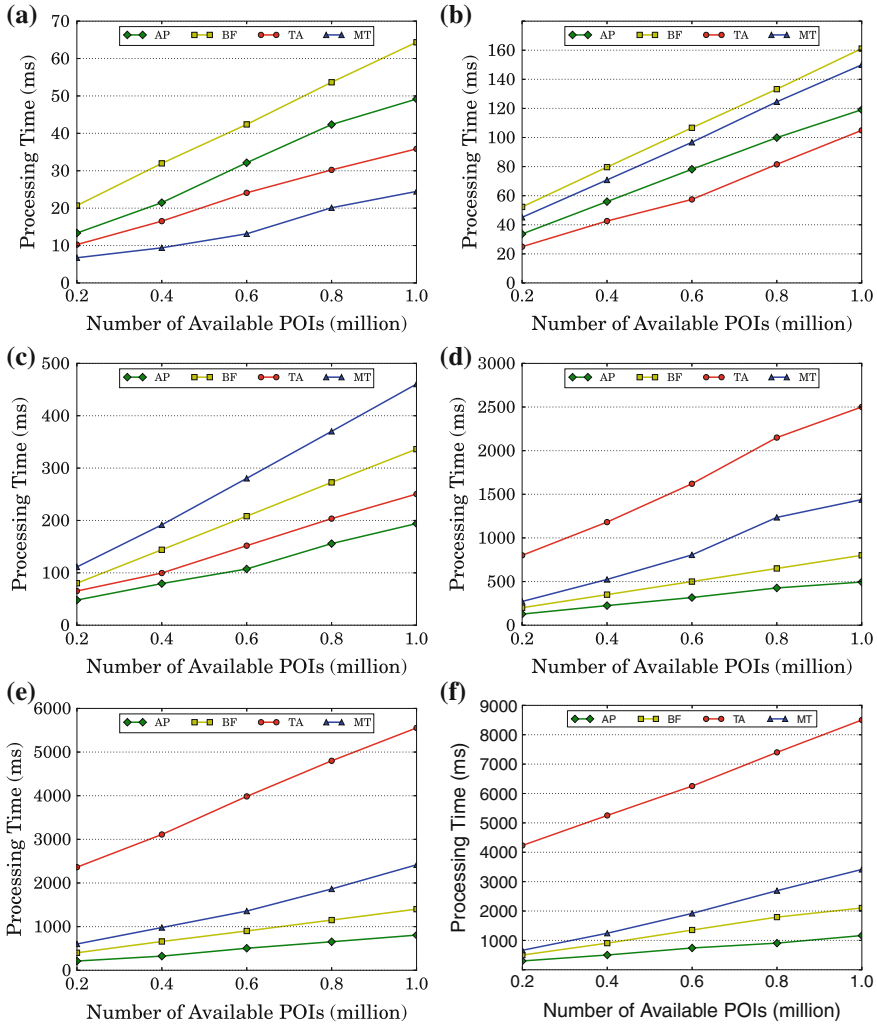 (a)
AP BF TA MT
70
60
50
40
30
20
10
0
Processing Time (ms)
0.2 0.4 0.6 0.8 1.0
Number of Available POIs (million)
(b)
AP BF TA MT
160
140
120
100
80
60
40
20
0
Processing Time (ms)
0.2 0.4 0.6 0.8 1.0
Number of Available POIs (million)
(c)
AP BF TA MT
500
400
300
200
100
0
Processing Time (ms)
0.2 0.4 0.6 0.8 1.0
Number of Available POIs (million)
(d)
AP BF TA MT
3000
2500
2000
1500
1000
500
0
Processing Time (ms)
0.2 0.4 0.6 0.8 1.0
Number of Available POIs (million)
(e)
AP BF TA MT
6000
5000
4000
3000
2000
1000
0
Processing Time (ms)
0.2 0.4 0.6 0.8 1.0
Number of Available POIs (million)
(f)
AP BF TA MT
9000
8000
7000
6000
5000
4000
3000
2000
1000
Processing Time (ms)
0.2 0.4 0.6 0.8 1.0
Number of Available POIs (million)